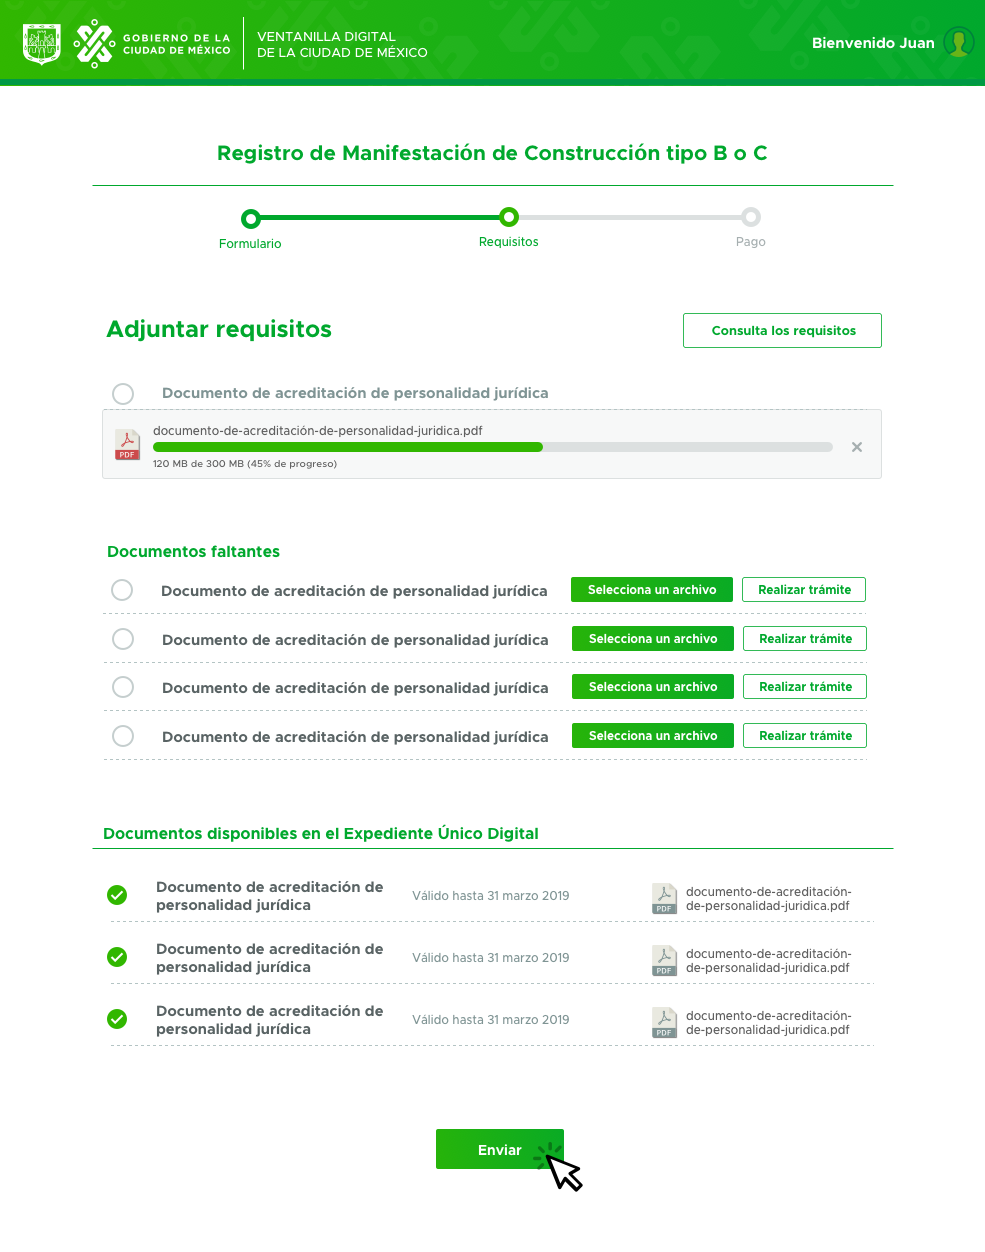 GOBIERNO DE LA
CIUDAD DE MÉXICO
VENTANILLA DIGITAL
DE LA CIUDAD DE MÉXICO
Bienvenido Juan
Registro de Manifestación de Construcción tipo B o C
Formulario
Requisitos
Pago
Adjuntar requisitos
Consulta los requisitos
Documento de acreditación de personalidad jurídica
documento-de-acreditación-de-personalidad-juridica.pdf
PDF
120 MB de 300 MB (45% de progreso)
Documentos faltantes
Documento de acreditación de personalidad jurídica Selecciona un archivo Realizar trámite
Documento de acreditación de personalidad jurídica Selecciona un archivo Realizar trámite
Documento de acreditación de personalidad jurídica Selecciona un archivo Realizar trámite
Documento de acreditación de personalidad jurídica Selecciona un archivo Realizar trámite
Documentos disponibles en el Expediente Único Digital
Documento de acreditación de
personalidad jurídica
Válido hasta 31 marzo 2019
PDF
documento-de-acreditación-
de-personalidad-juridica.pdf
Documento de acreditación de
personalidad jurídica
Válido hasta 31 marzo 2019
PDF
documento-de-acreditación-
de-personalidad-juridica.pdf
Documento de acreditación de
personalidad jurídica
Válido hasta 31 marzo 2019
PDF
documento-de-acreditación-
de-personalidad-juridica.pdf
Enviar